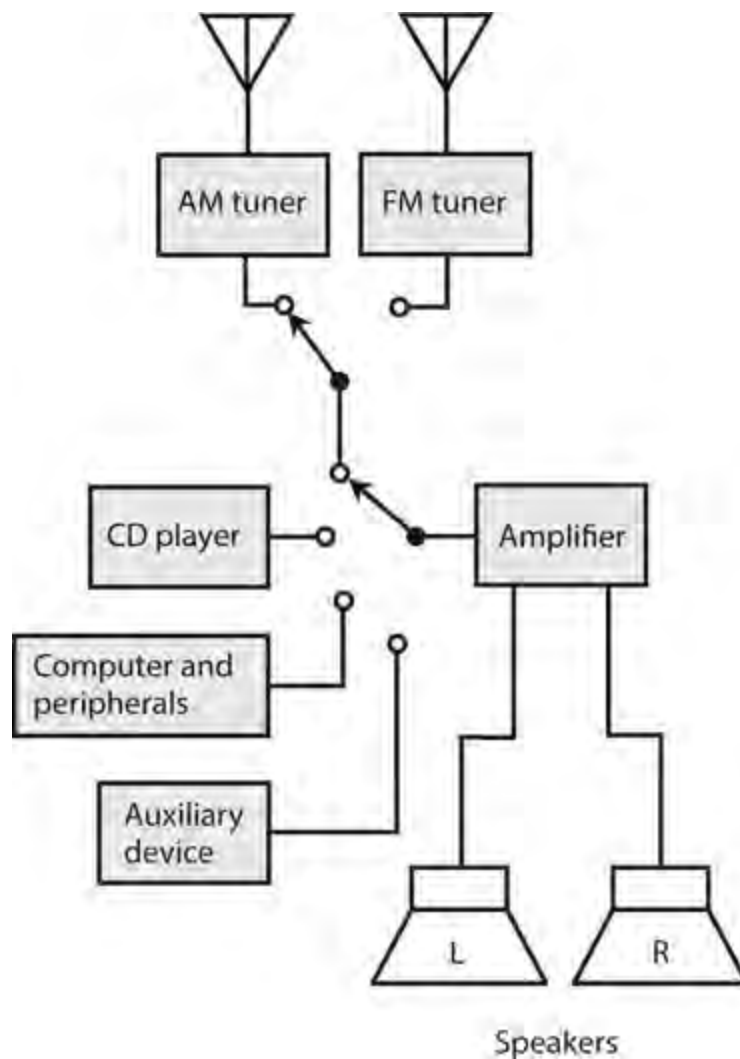 AM tuner
FM tuner
CD player
Amplifier
Computer and
peripherals
Auxiliary
device
L
R
Speakers